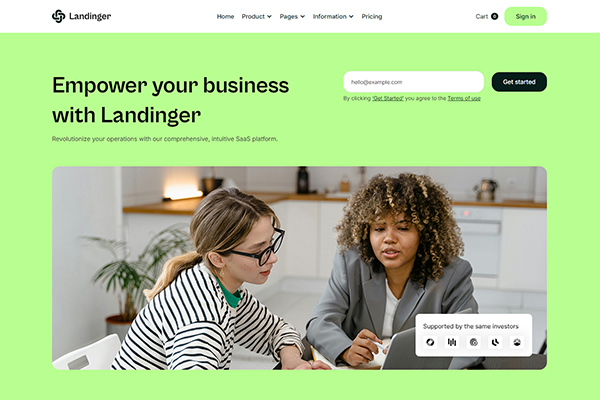 Landinger
Home Product Pages Information Pricing
Cart 0 Sign in
Empower your business
with Landinger
Revolutionize your operations with our comprehensive, intuitive SaaS platform.
hello@example.com
Get started
By clicking 'Get Started' you agree to the Terms of use
Supported by the same investors